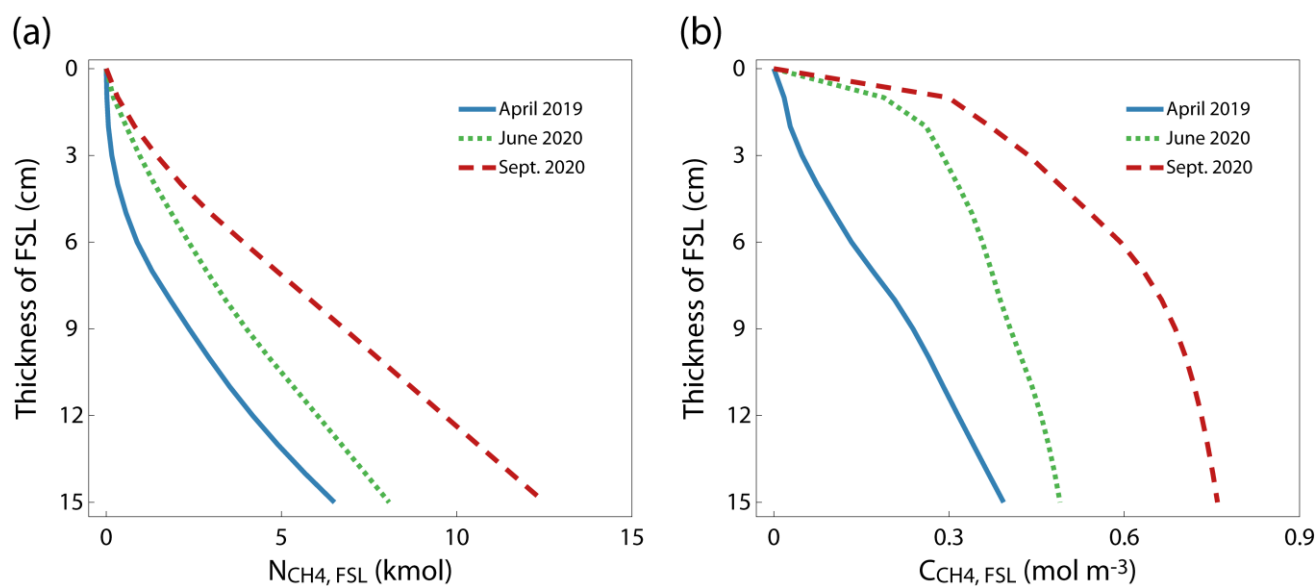 (a)
0
3
6
9
12
15
Thickness of FSL (cm)
April 2019
June 2020
Sept. 2020
0
5
10
15
NCH4, FSL (kmol)
(b)
0
3
6
9
12
15
Thickness of FSL (cm)
April 2019
June 2020
Sept. 2020
0
0.3
0.6
0.9
CCH4, FSL (mol m-3)